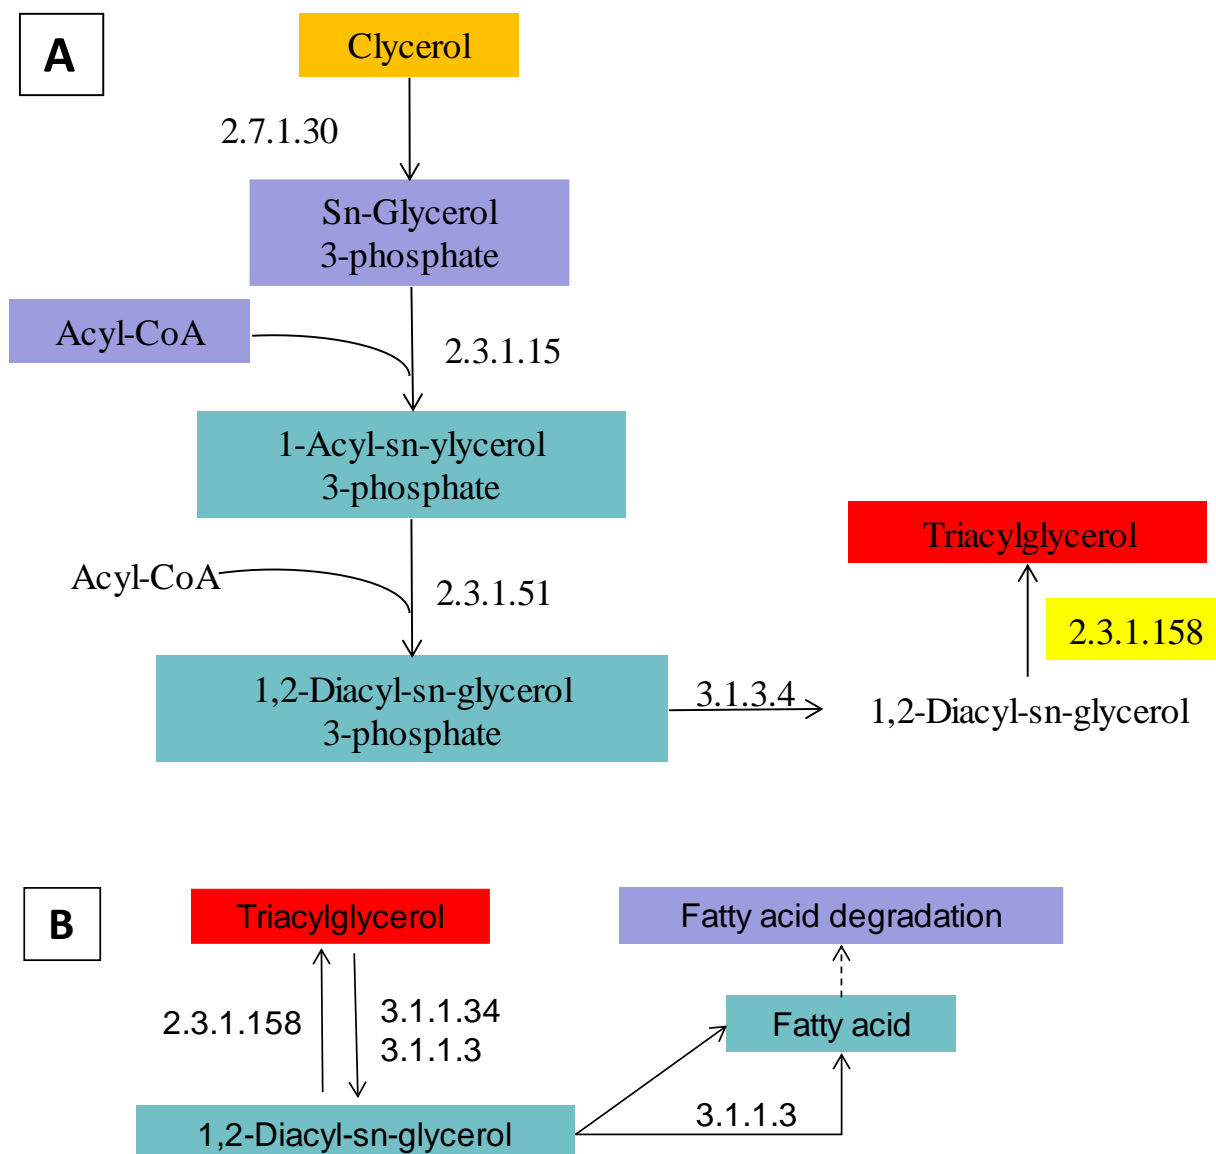 A
Clycerol
2.7.1.30
Sn-Glycerol
3-phosphate
Acyl-CoA
2.3.1.15
1-Acyl-sn-ylycerol
3-phosphate
Acyl-CoA
2.3.1.51
1,2-Diacyl-sn-glycerol
3-phosphate
3.1.3.4
Triacylglycerol
2.3.1.158
1,2-Diacyl-sn-glycerol
B
Triacylglycerol
2.3.1.158
3.1.1.34
3.1.1.3
1,2-Diacyl-sn-glycerol
Fatty acid degradation
Fatty acid
3.1.1.3